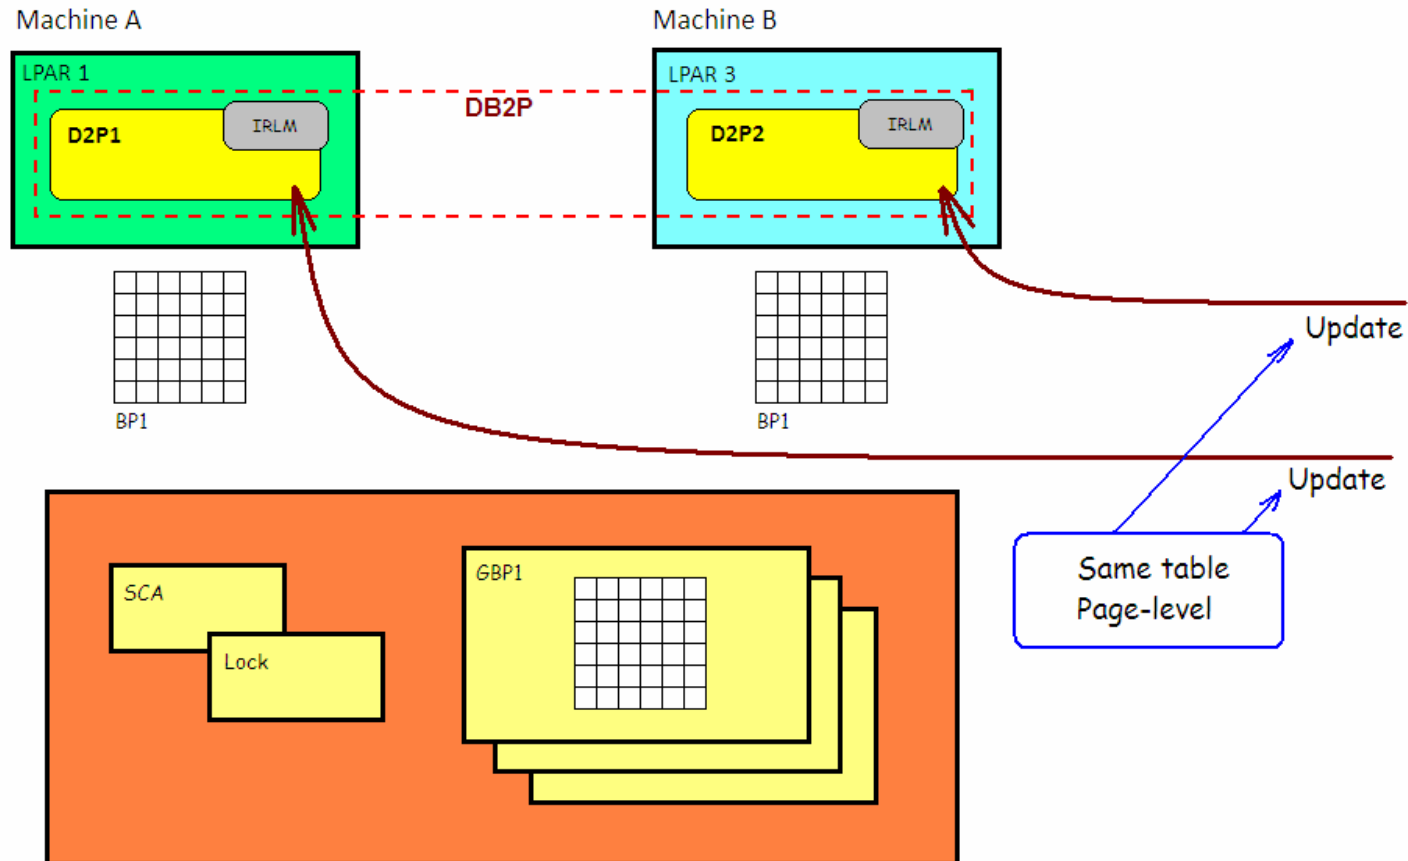 Machine A
Machine B
LPAR 1
LPAR 3
DB2P
D2P1
IRLM
D2P2
IRLM
BP1
BP1
Update
Update
Same table
Page-level
SCA
Lock
GBP1